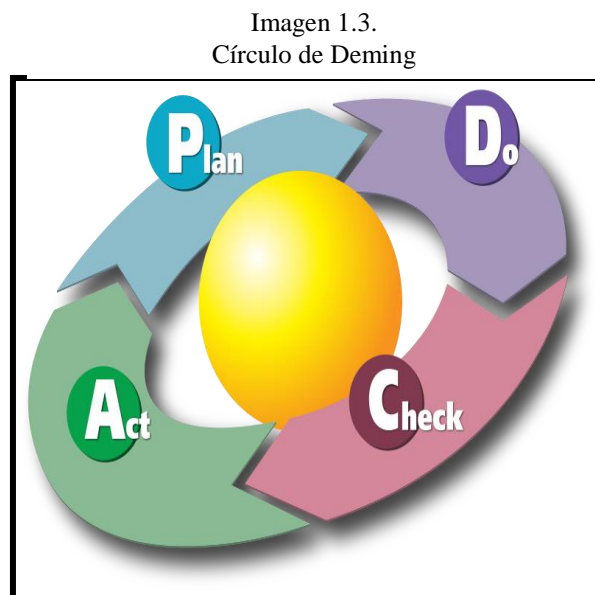 Imagen 1.3.
Círculo de Deming
Plan
Do
Act
Check